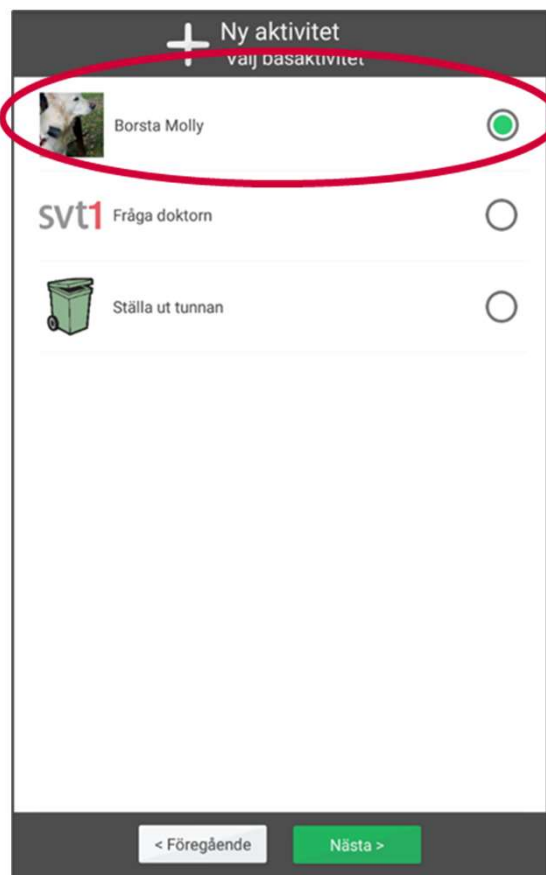 Ny aktivitet
Välj basaktivitet
Borsta Molly
svt1 Fråga doktorn
Ställa ut tunnan
< Föregående
Nästa >